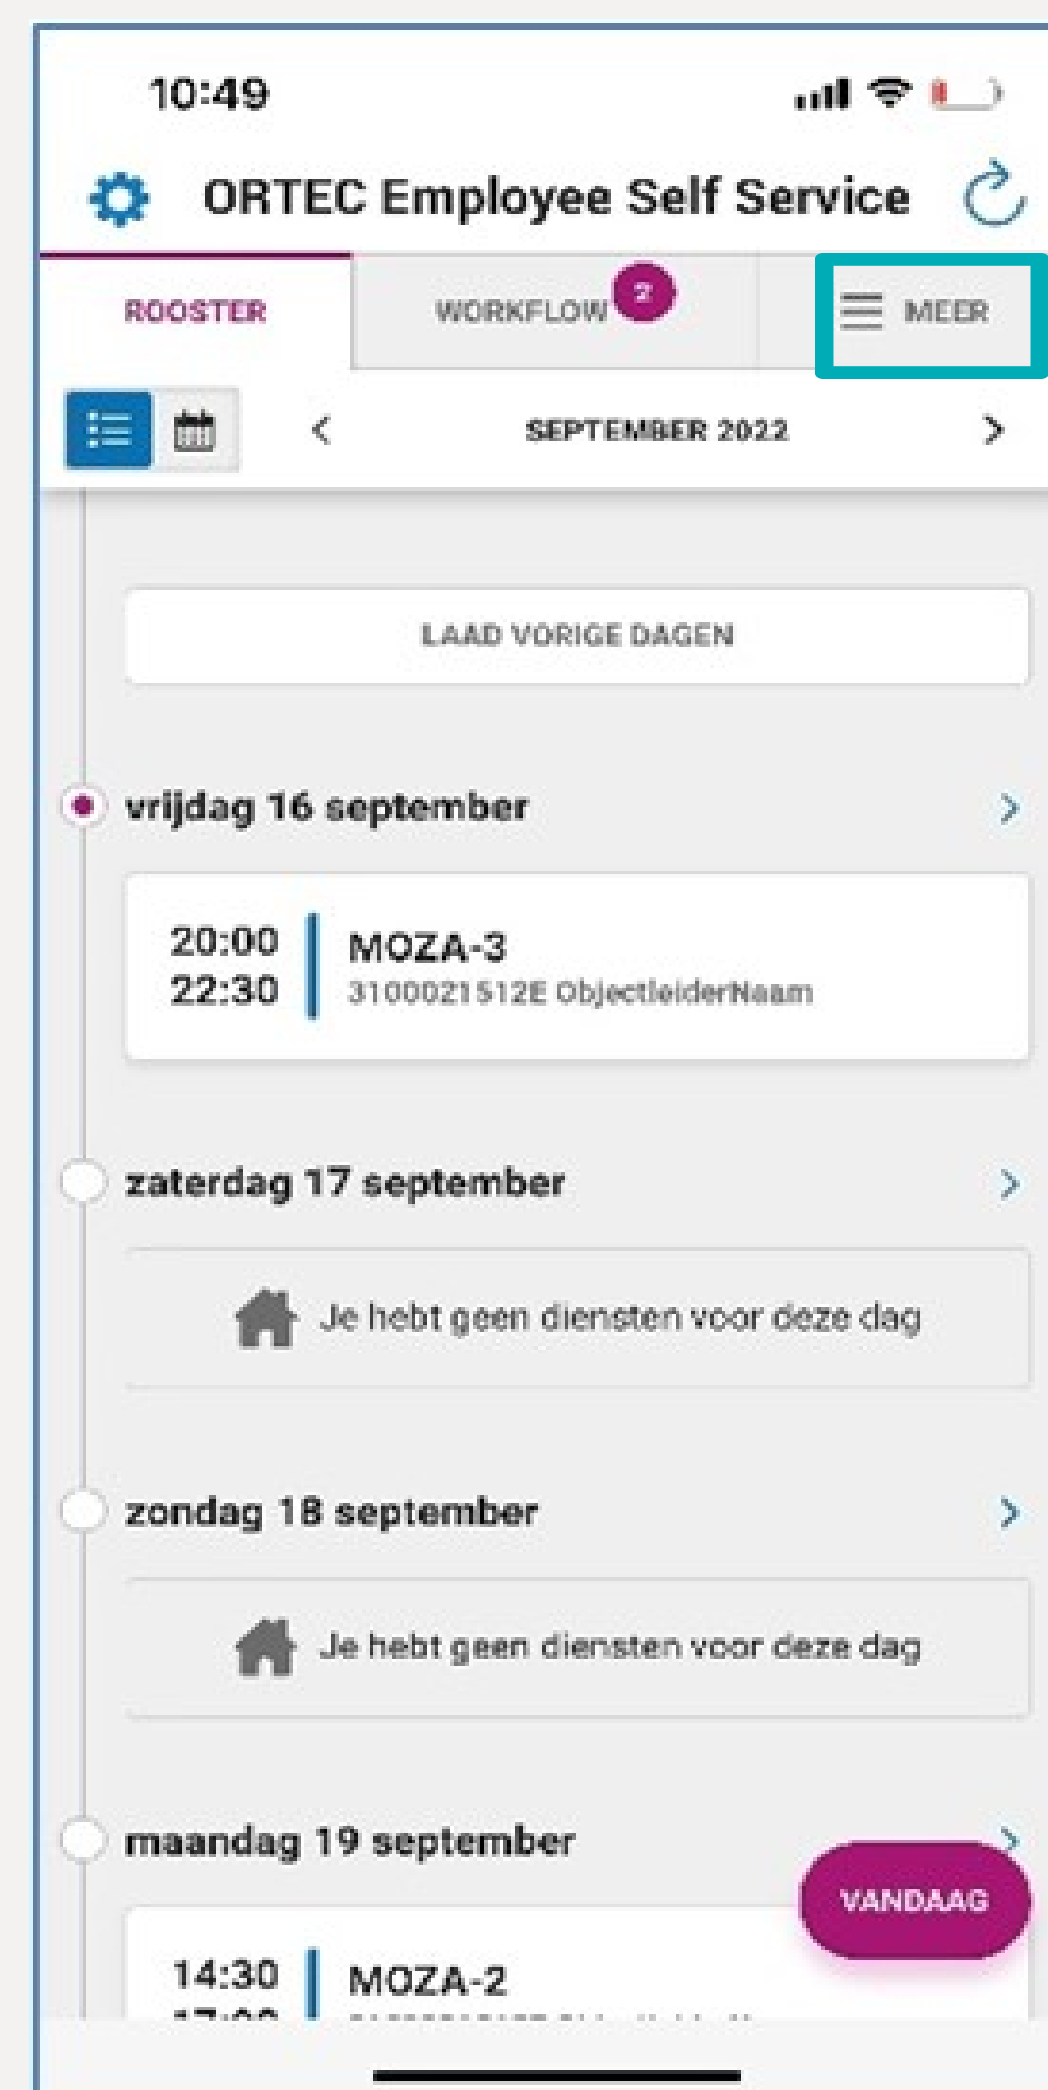 10:49
ORTEC Employee Self Service
ROOSTER
WORKFLOW 2
MEER
SEPTEMBER 2022
LAAD VORIGE DAGEN
vrijdag 16 september
20:00 MOZA-3
22:30 3100021512E ObjectleiderNaam
zaterdag 17 september
Je hebt geen diensten voor deze dag
zondag 18 september
Je hebt geen diensten voor deze dag
maandag 19 september
VANDAAG
14:30 MOZA-2